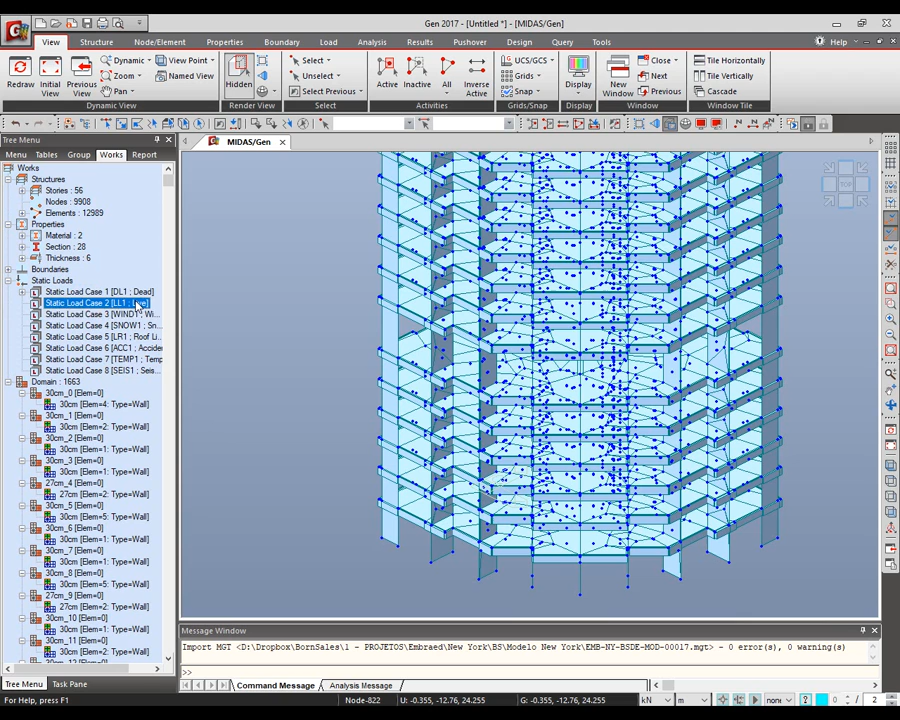 Gen 2017 - [Untitled *] - [MIDAS/Gen]
View Structure Node/Element Properties Boundary Load Analysis Results Pushover Design Query Tools Help
Redraw Initial View Previous View Dynamic Zoom Pan View Point Named View Hidden Select Unselect Select Previous Active Inactive All Inverse Active UCS/GCS Grids Snap Display New Window Close Next Previous Tile Horizontally Tile Vertically Cascade
Dynamic View Render View Select Activities Grids/Snap Display Window Window Tile
Tree Menu
MIDAS/Gen
Menu Tables Group Works Report
Works
Structures
Stories : 56
Nodes : 9908
Elements : 12989
Properties
Material : 2
Section : 28
Thickness : 6
Boundaries
Static Loads
Static Load Case 1 [DL1 ; Dead]
Static Load Case 2 [LL1 ; Live]
Static Load Case 3 [WINDY ; Wi...
Static Load Case 4 [SNOW1 ; Sn...
Static Load Case 5 [LR1 ; Roof Li...
Static Load Case 6 [ACC1 ; Accider
Static Load Case 7 [TEMP1 ; Temp
Static Load Case 8 [SEIS1 ; Seis...
Domain : 1663
30cm_0 [Elem=0]
30cm [Elem=4: Type=Wall]
30cm_1 [Elem=0]
30cm [Elem=2: Type=Wall]
30cm_2 [Elem=0]
30cm [Elem=1: Type=Wall]
30cm_3 [Elem=0]
30cm [Elem=1: Type=Wall]
27cm_4 [Elem=0]
27cm [Elem=2: Type=Wall]
30cm_5 [Elem=0]
30cm [Elem=5: Type=Wall]
30cm_6 [Elem=0]
30cm [Elem=1: Type=Wall]
30cm_7 [Elem=0]
30cm [Elem=1: Type=Wall]
30cm_8 [Elem=0]
30cm [Elem=5: Type=Wall]
27cm_9 [Elem=0]
27cm [Elem=2: Type=Wall]
30cm_10 [Elem=0]
30cm [Elem=1: Type=Wall]
30cm_11 [Elem=0]
30cm [Elem=2: Type=Wall]
30cm_12 [Elem=0]
TOP
Message Window
Import MGT <D:\Dropbox\BornSales\1 - PROJETOS\Embraed\New York\BS\Modelo New York\EMB-NY-BSDE-MOD-00017.mgt> - 0 error(s), 0 warning(s)
>>
Tree Menu Task Pane
Command Message Analysis Message
For Help, press F1 Node-822 U: -0.355, -12.76, 24.255 G: -0.355, -12.76, 24.255 kN m none 0 / 2